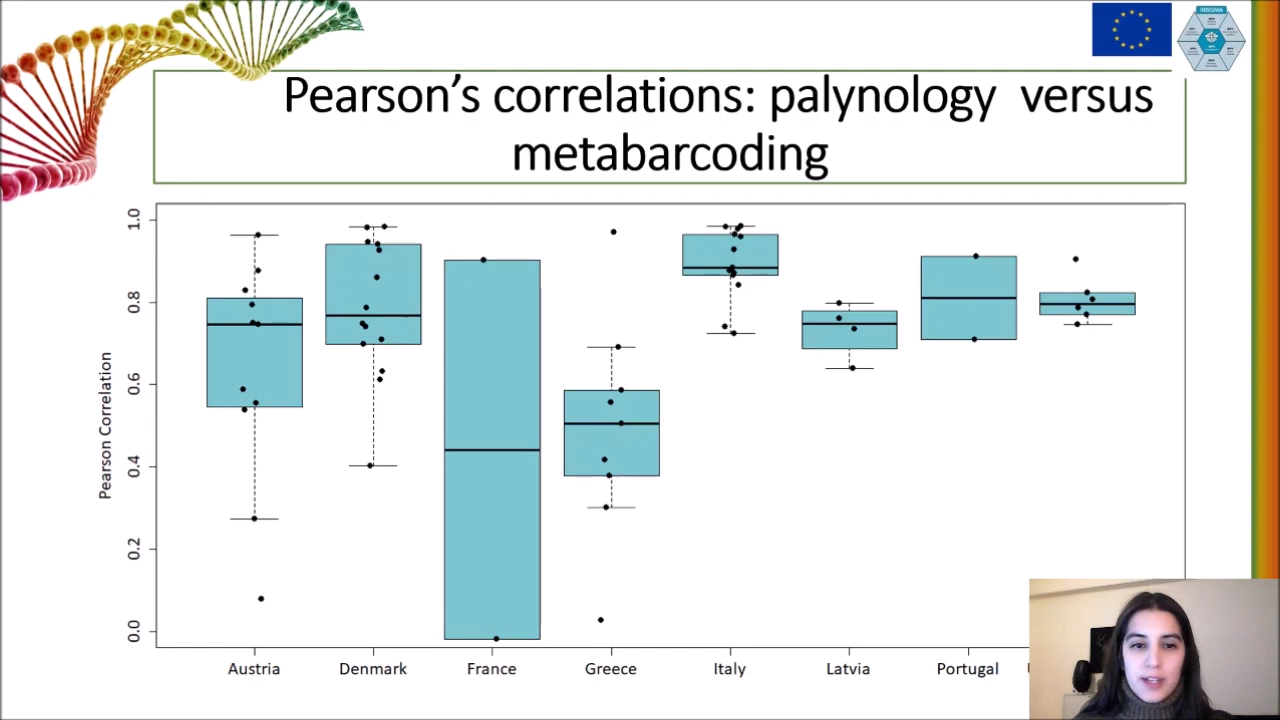 INSIGNIA
Pearson's correlations: palynology versus
metabarcoding
Pearson Correlation
1.0
0.8
0.6
0.4
0.2
0.0
Austria Denmark France Greece Italy Latvia Portugal